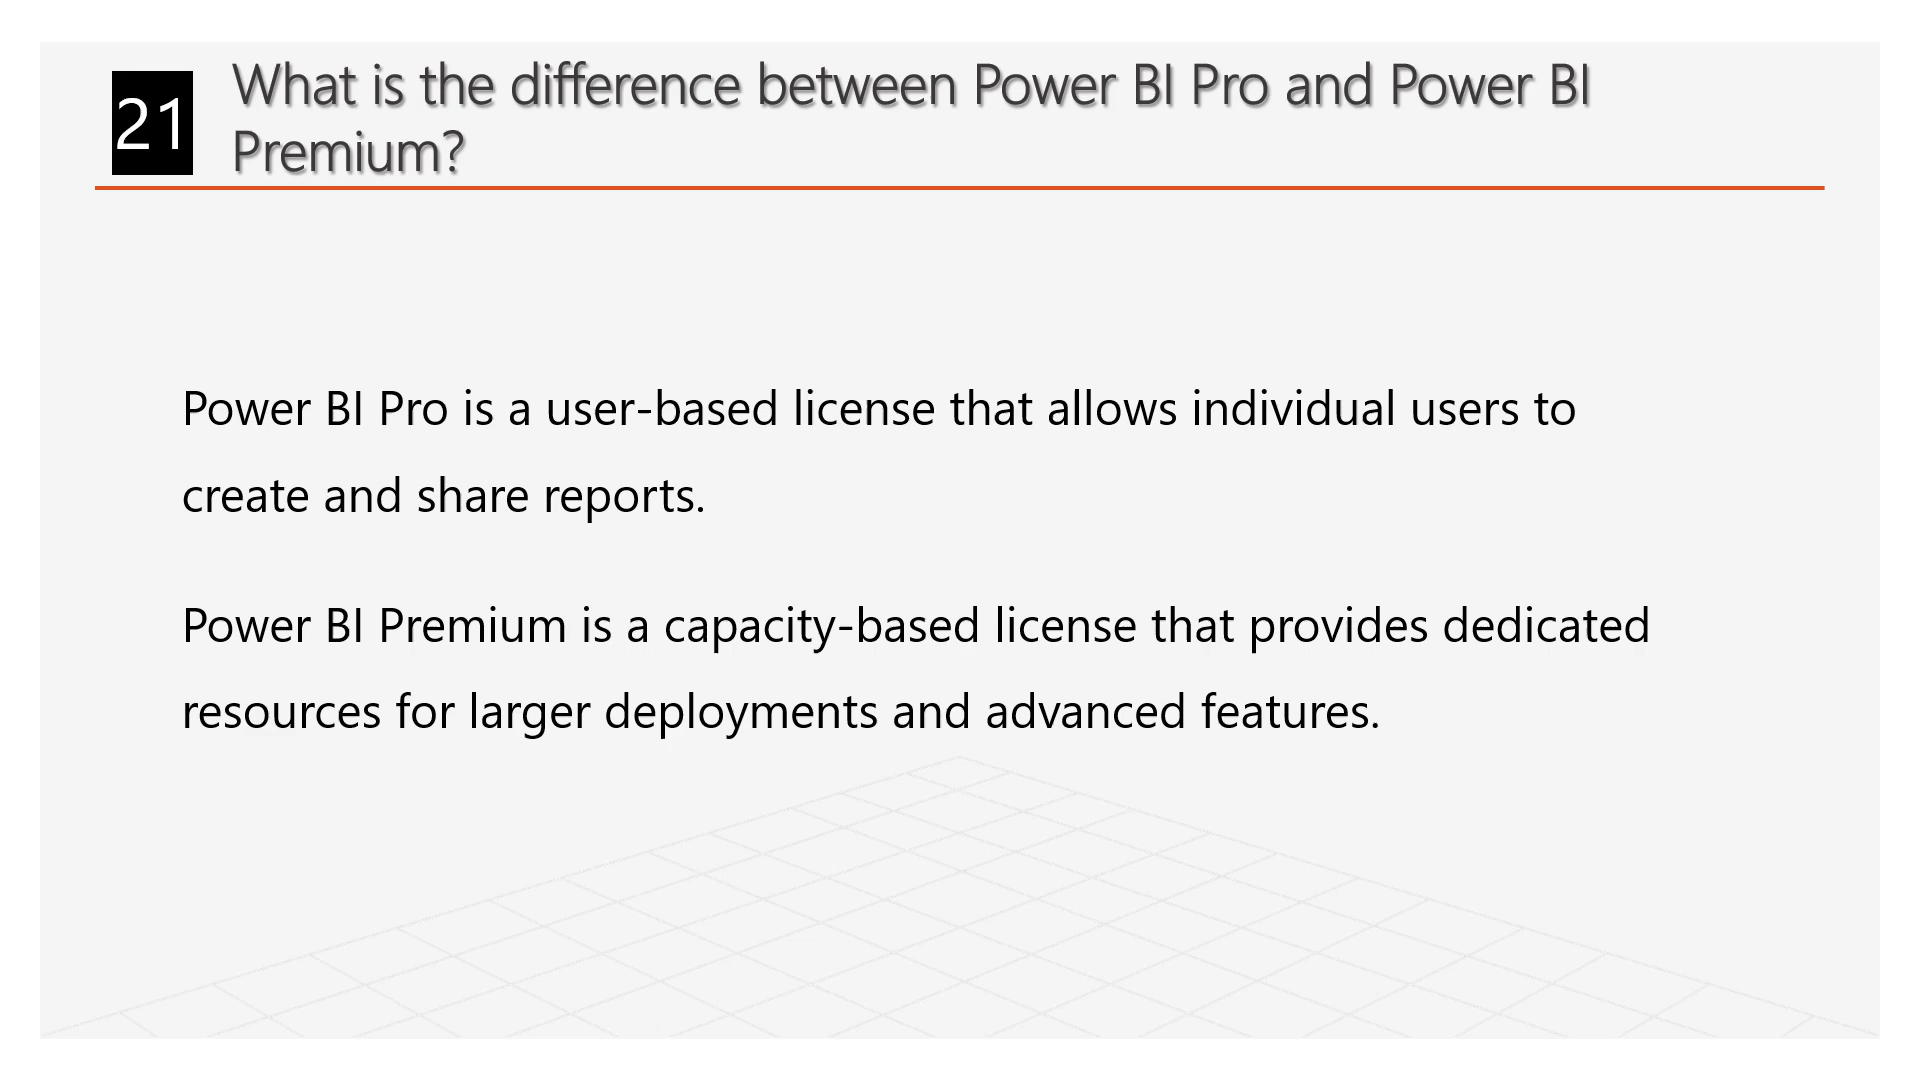 21
What is the difference between Power BI Pro and Power BI
Premium?
Power BI Pro is a user-based license that allows individual users to
create and share reports.
Power BI Premium is a capacity-based license that provides dedicated
resources for larger deployments and advanced features.